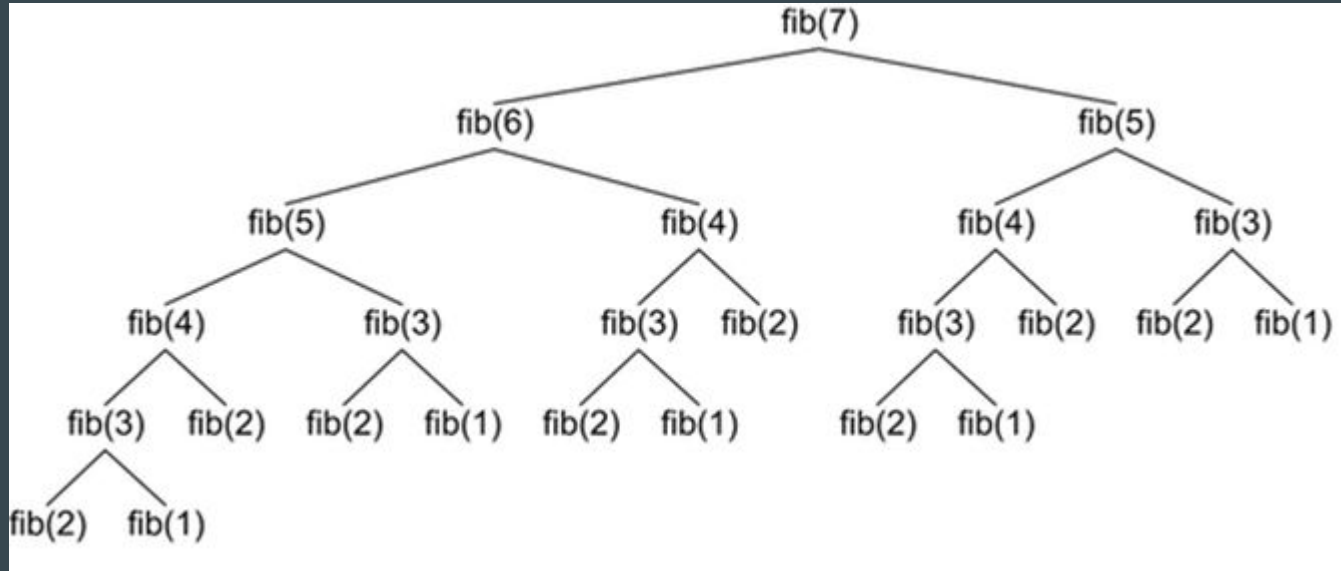 fib(7)
fib(6) fib(5)
fib(5) fib(4) fib(4) fib(3)
fib(4) fib(3) fib(3) fib(2) fib(3) fib(2) fib(2) fib(1)
fib(3) fib(2) fib(2) fib(1) fib(2) fib(1) fib(2) fib(1)
fib(2) fib(1)